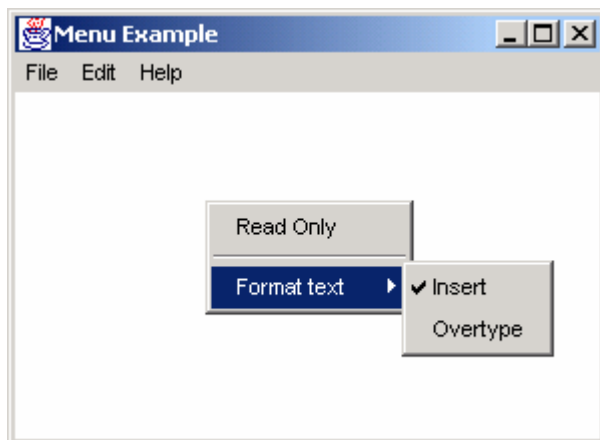 Menu Example
File Edit Help
Read Only
Format text
Insert
Overtype